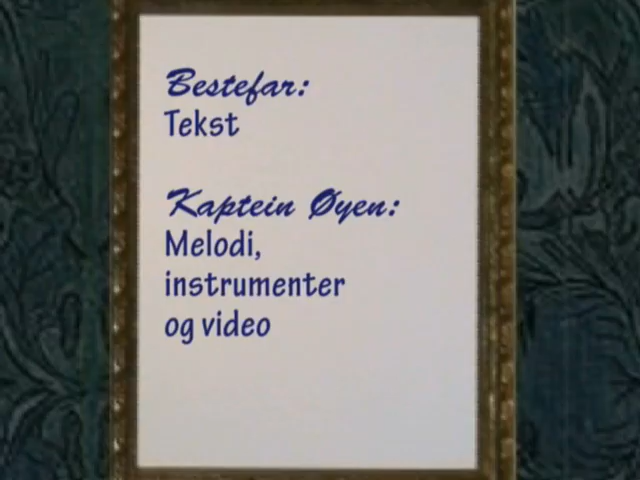 Bestefar:
Tekst
Kaptein Øyen:
Melodi,
instrumenter
og video